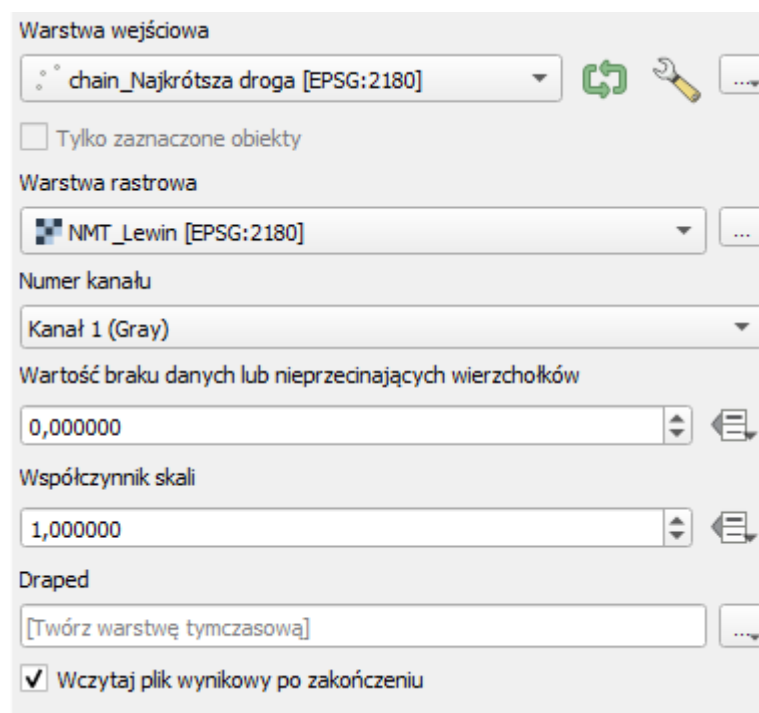 Warstwa wejściowa
chain_Najkrótsza droga [EPSG:2180]
...
Tylko zaznaczone obiekty
Warstwa rastrowa
NMT_Lewin [EPSG:2180]
...
Numer kanału
Kanał 1 (Gray)
Wartość braku danych lub nieprzecinających wierzchołków
0,000000
Współczynnik skali
1,000000
Draped
[Twórz warstwę tymczasową]
...
Wczytaj plik wynikowy po zakończeniu